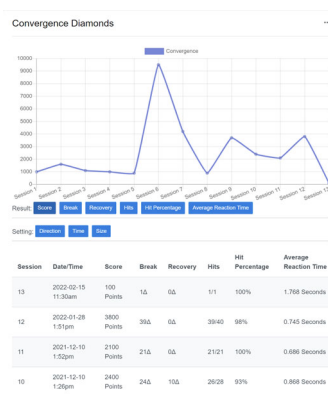 Convergence Diamonds
Convergence
10000
9000
8000
7000
6000
5000
4000
3000
2000
1000
0
Session 1 Session 2 Session 3 Session 4 Session 5 Session 6 Session 7 Session 8 Session 9 Session 10 Session 11 Session 12 Session 13
Result: Score Break Recovery Hits Hit Percentage Average Reaction Time
Setting: Direction Time Size
Session Date/Time Score Break Recovery Hits Hit Percentage Average Reaction Time
13 2022-02-15 11:30am 100 Points 1Δ 0Δ 1/1 100% 1.768 Seconds
12 2022-01-28 1:51pm 3800 Points 39Δ 0Δ 39/40 98% 0.745 Seconds
11 2021-12-10 1:52pm 2100 Points 21Δ 0Δ 21/21 100% 0.686 Seconds
10 2021-12-10 1:26pm 2400 Points 24Δ 10Δ 26/28 93% 0.868 Seconds